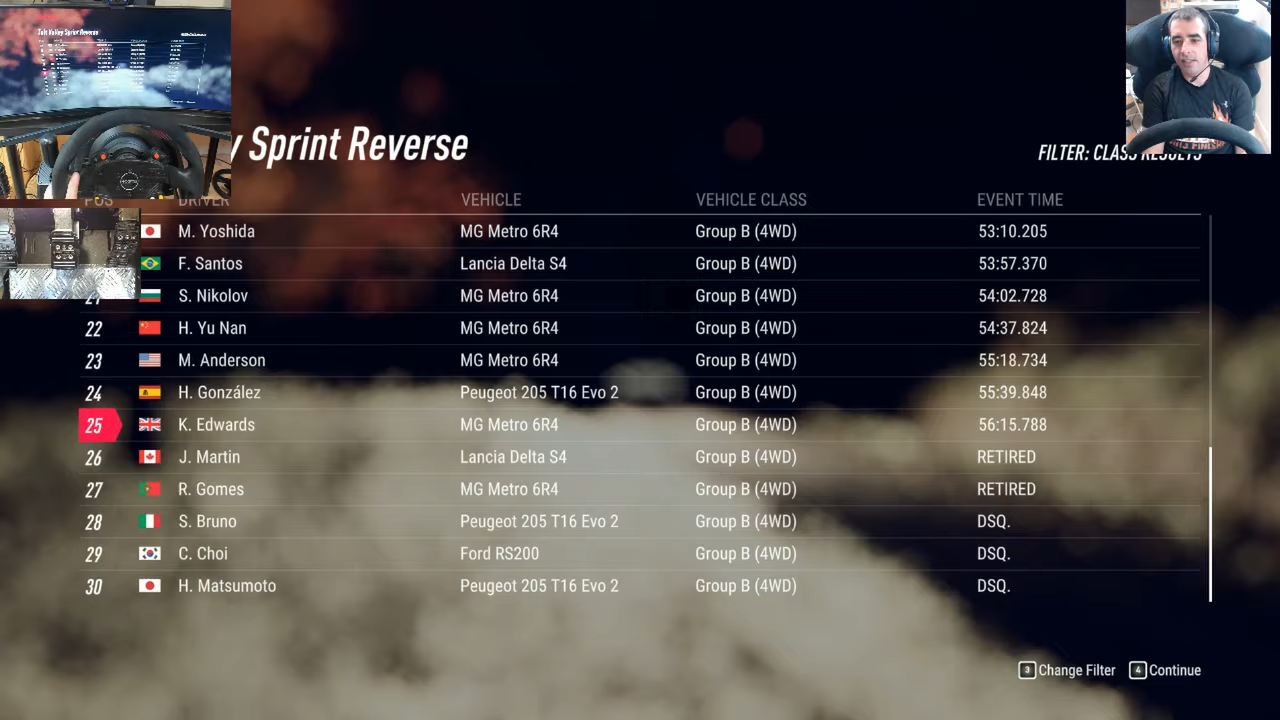 y Sprint Reverse
FILTER: CLASS RESULTS
POS DRIVER VEHICLE VEHICLE CLASS EVENT TIME
M. Yoshida MG Metro 6R4 Group B (4WD) 53:10.205
F. Santos Lancia Delta S4 Group B (4WD) 53:57.370
21 S. Nikolov MG Metro 6R4 Group B (4WD) 54:02.728
22 H. Yu Nan MG Metro 6R4 Group B (4WD) 54:37.824
23 M. Anderson MG Metro 6R4 Group B (4WD) 55:18.734
24 H. González Peugeot 205 T16 Evo 2 Group B (4WD) 55:39.848
25 K. Edwards MG Metro 6R4 Group B (4WD) 56:15.788
26 J. Martin Lancia Delta S4 Group B (4WD) RETIRED
27 R. Gomes MG Metro 6R4 Group B (4WD) RETIRED
28 S. Bruno Peugeot 205 T16 Evo 2 Group B (4WD) DSQ.
29 C. Choi Ford RS200 Group B (4WD) DSQ.
30 H. Matsumoto Peugeot 205 T16 Evo 2 Group B (4WD) DSQ.
3 Change Filter 4 Continue